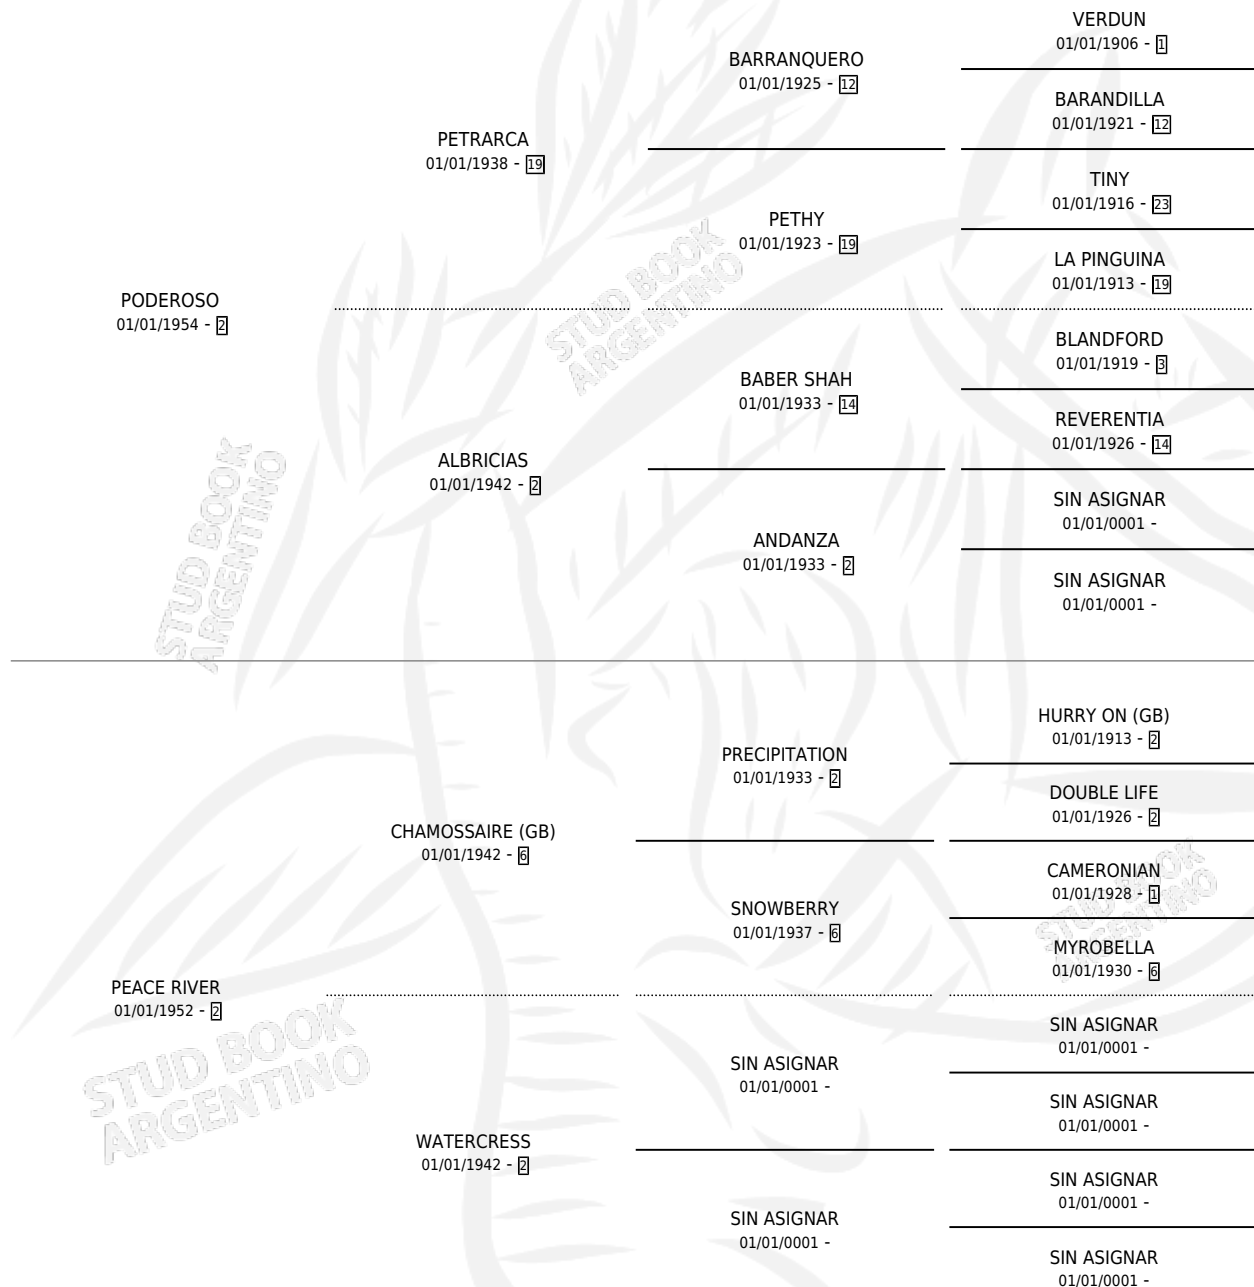 VERDUN
01/01/1906 - 1
BARRANQUERO
01/01/1925 - 12
BARANDILLA
01/01/1921 - 12
PETRARCA
01/01/1938 - 19
TINY
01/01/1916 - 23
PETHY
01/01/1923 - 19
LA PINGUINA
01/01/1913 - 19
PODEROSO
01/01/1954 - 2
BLANDFORD
01/01/1919 - 3
BABER SHAH
01/01/1933 - 14
REVERENTIA
01/01/1926 - 14
ALBRICIAS
01/01/1942 - 2
SIN ASIGNAR
01/01/0001 -
ANDANZA
01/01/1933 - 2
SIN ASIGNAR
01/01/0001 -
HURRY ON (GB)
01/01/1913 - 2
PRECIPITATION
01/01/1933 - 2
DOUBLE LIFE
01/01/1926 - 2
CHAMOSSAIRE (GB)
01/01/1942 - 6
CAMERONIAN
01/01/1928 - 1
SNOWBERRY
01/01/1937 - 6
MYROBELLA
01/01/1930 - 6
PEACE RIVER
01/01/1952 - 2
SIN ASIGNAR
01/01/0001 -
SIN ASIGNAR
01/01/0001 -
SIN ASIGNAR
01/01/0001 -
WATERCRESS
01/01/1942 - 2
SIN ASIGNAR
01/01/0001 -
SIN ASIGNAR
01/01/0001 -
SIN ASIGNAR
01/01/0001 -
STUD BOOK
ARGENTINO
STUD BOOK
ARGENTINO
STUD BOOK
ARGENTINO
STUD BOOK
ARGENTINO